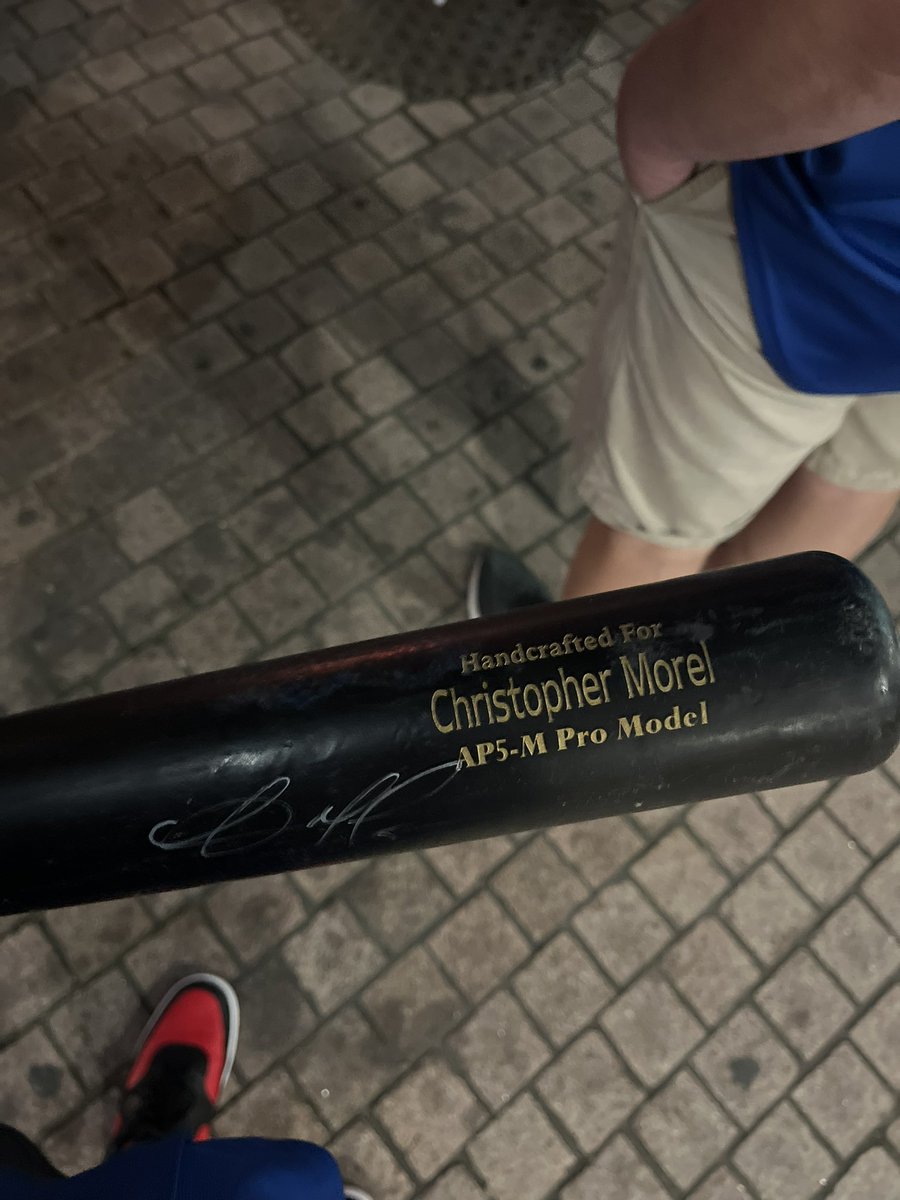 Handcrafted For
Christopher Morel
AP5-M Pro Model